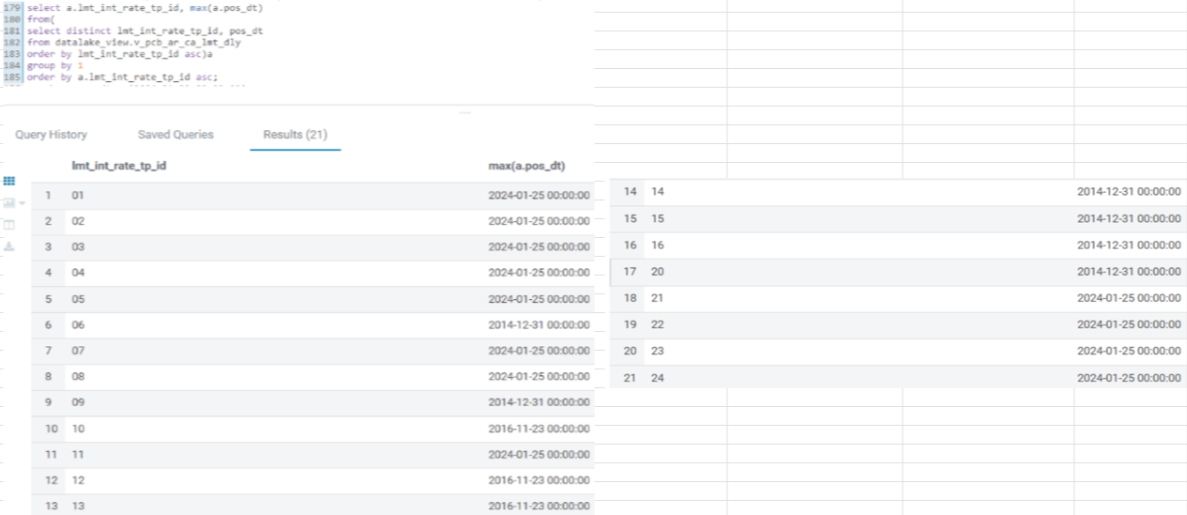 179 select a.lmt_int_rate_tp_id, max(a.pos_dt)
180 from(
181 select distinct lmt_int_rate_tp_id, pos_dt
182 from datalake_view.v_pcb_ar_ca_lmt_dly
183 order by lmt_int_rate_tp_id asc)a
184 group by 1
185 order by a.lmt_int_rate_tp_id asc;
Query History Saved Queries Results (21)
lmt_int_rate_tp_id max(a.pos_dt)
1 01 2024-01-25 00:00:00
2 02 2024-01-25 00:00:00
3 03 2024-01-25 00:00:00
4 04 2024-01-25 00:00:00
5 05 2024-01-25 00:00:00
6 06 2014-12-31 00:00:00
7 07 2024-01-25 00:00:00
8 08 2024-01-25 00:00:00
9 09 2014-12-31 00:00:00
10 10 2016-11-23 00:00:00
11 11 2024-01-25 00:00:00
12 12 2016-11-23 00:00:00
13 13 2016-11-23 00:00:00
14 14 2014-12-31 00:00:00
15 15 2014-12-31 00:00:00
16 16 2014-12-31 00:00:00
17 20 2014-12-31 00:00:00
18 21 2024-01-25 00:00:00
19 22 2024-01-25 00:00:00
20 23 2024-01-25 00:00:00
21 24 2024-01-25 00:00:00